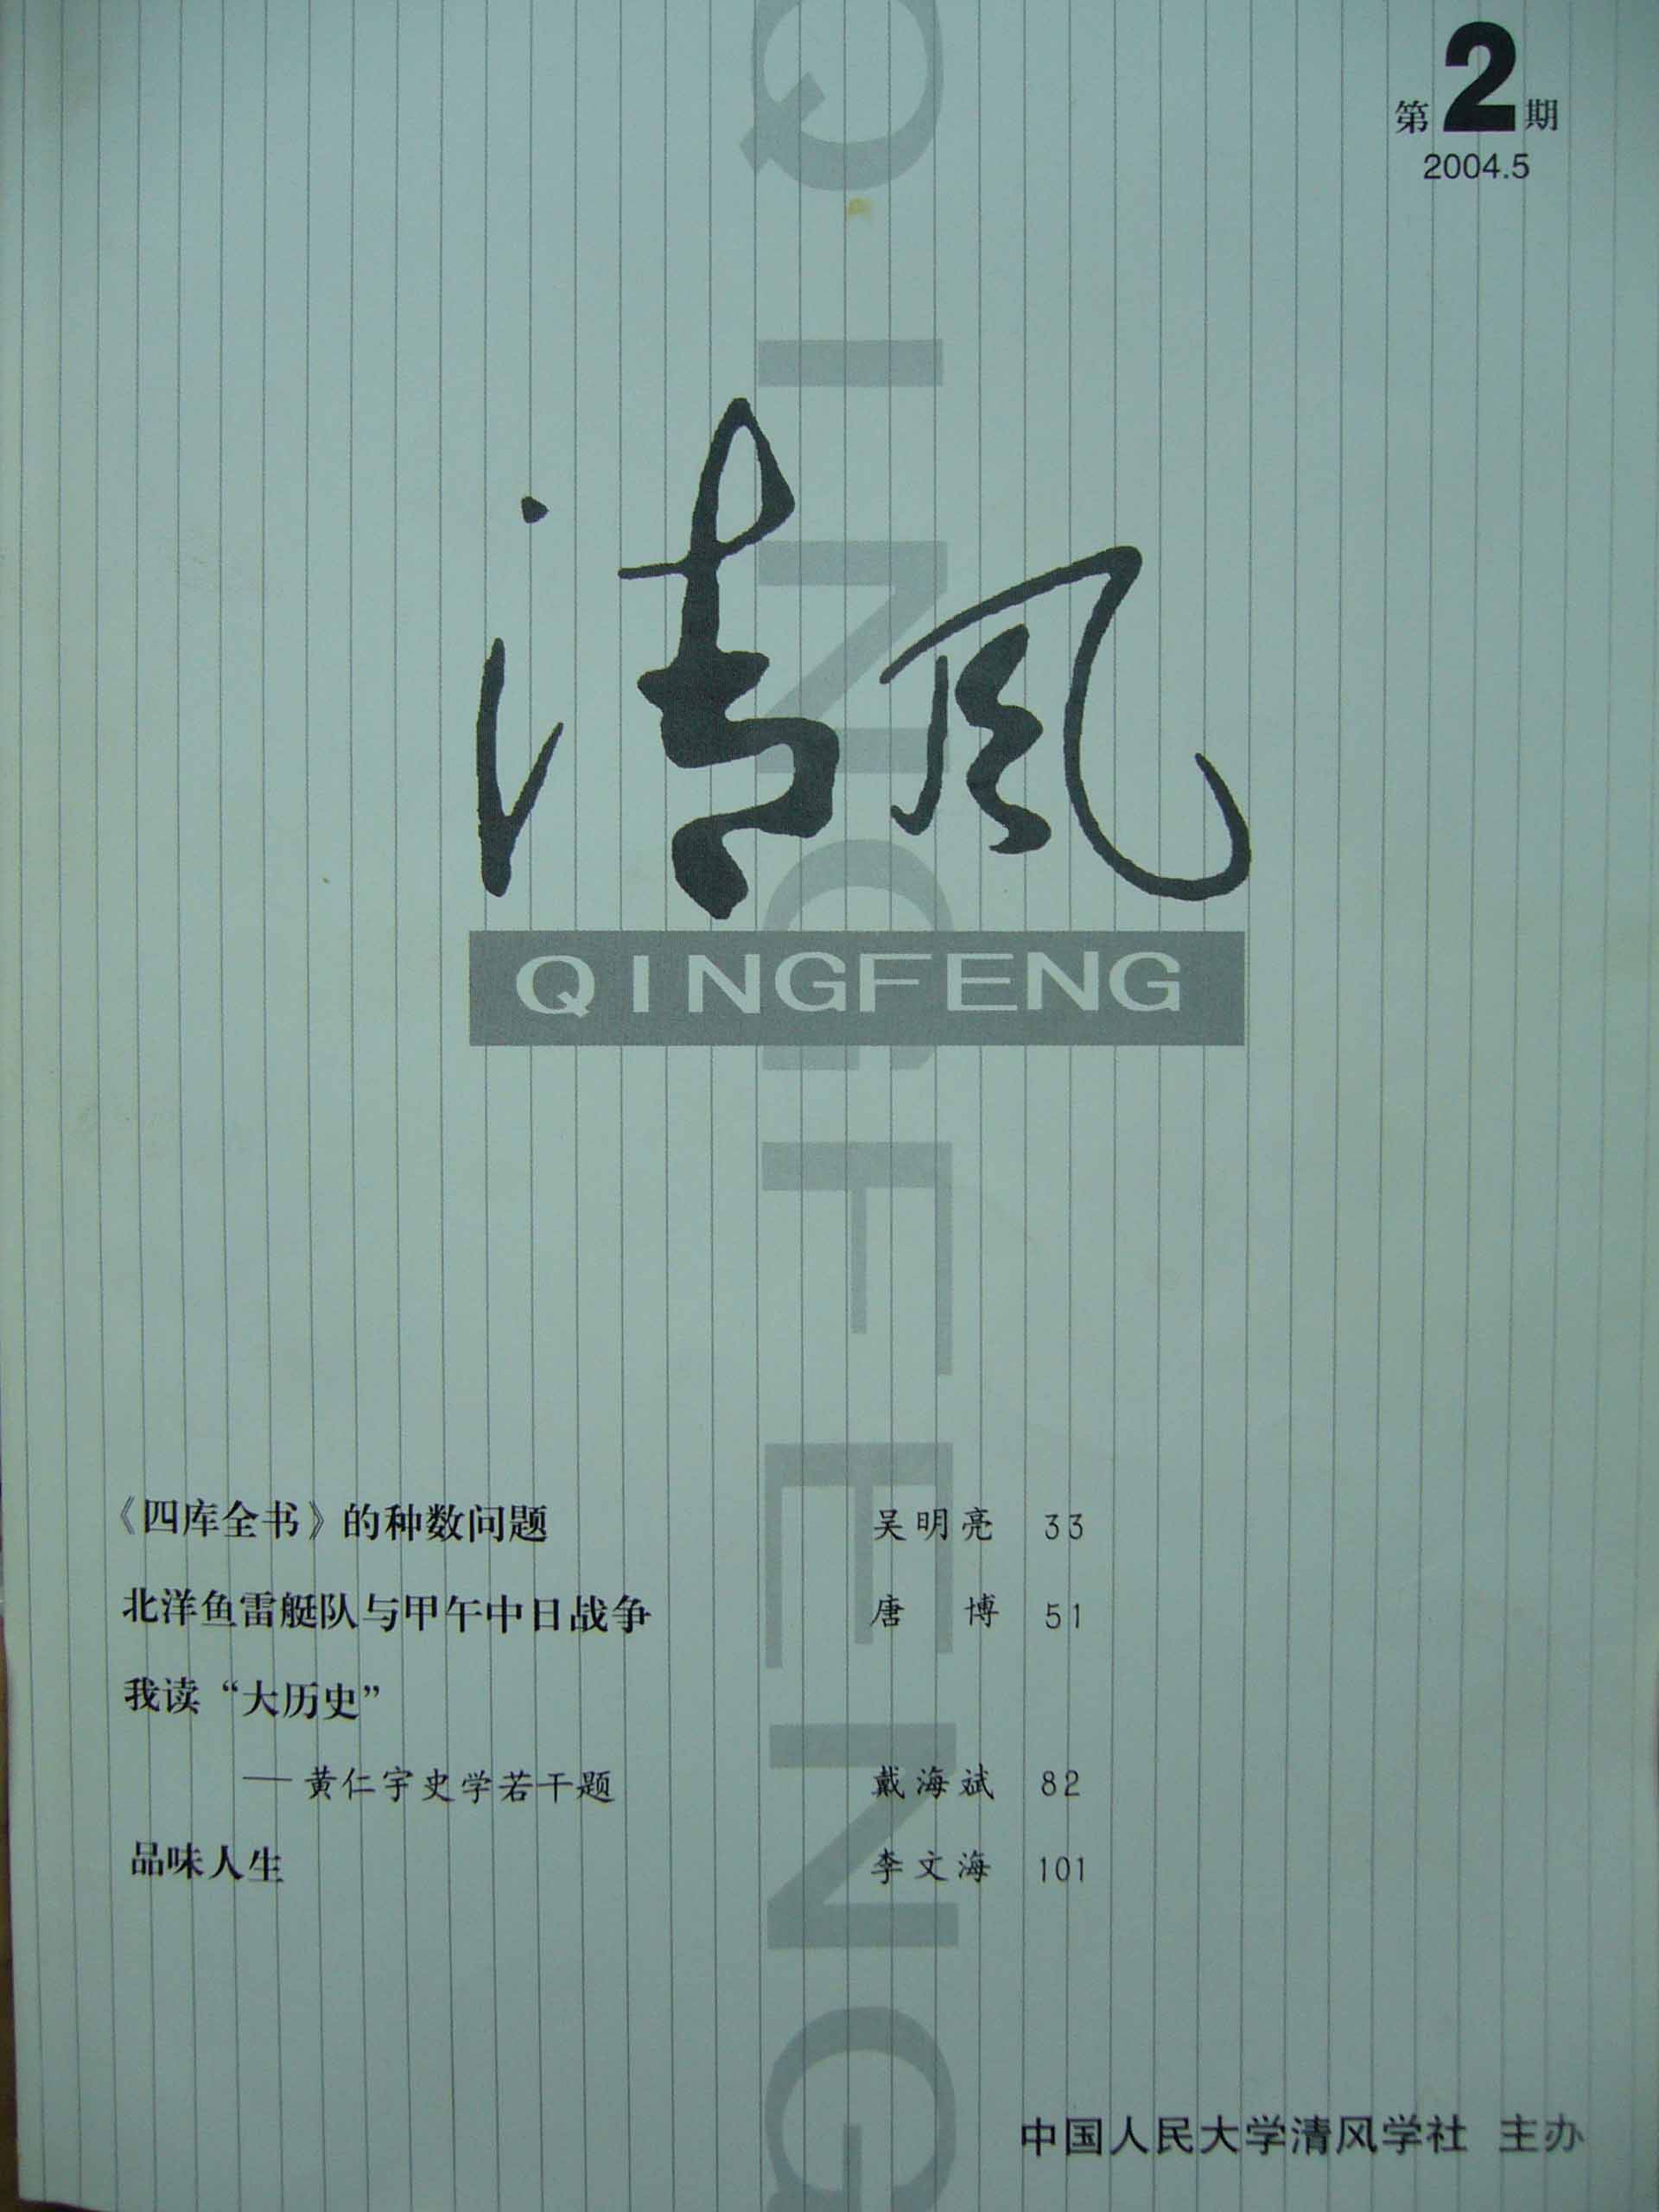 第2期
2004.5
QINGFENG
清风
QINGFENG
《四库全书》的种数问题 吴明亮 33
北洋鱼雷艇队与甲午中日战争 唐 博 51
我读“大历史”
——黄仁宇史学若干题 戴海斌 82
品味人生 李文海 101
中国人民大学清风学社 主办